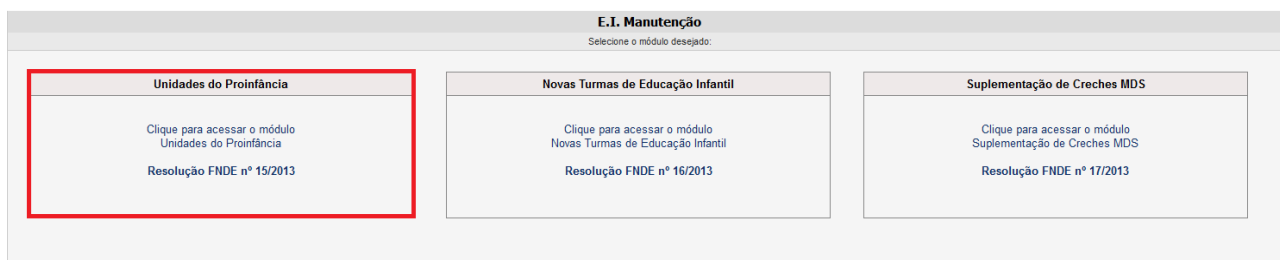 E.I. Manutenção
Selecione o módulo desejado:
Unidades do Proinfância
Clique para acessar o módulo
Unidades do Proinfância
Resolução FNDE nº 15/2013
Novas Turmas de Educação Infantil
Clique para acessar o módulo
Novas Turmas de Educação Infantil
Resolução FNDE nº 16/2013
Suplementação de Creches MDS
Clique para acessar o módulo
Suplementação de Creches MDS
Resolução FNDE nº 17/2013